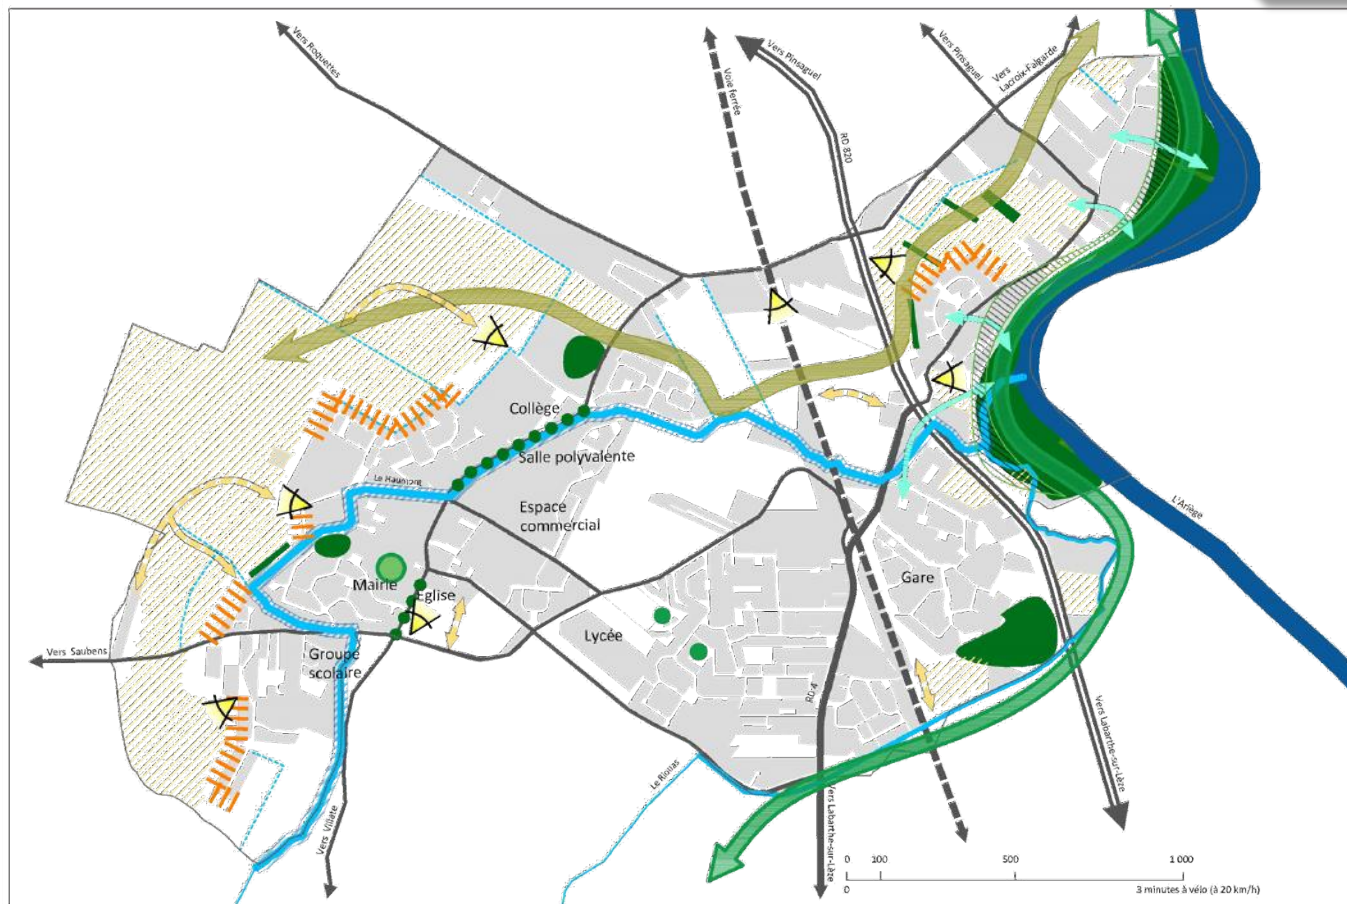 Vers Roquettes
Voie ferrée
Vers Pinsaguel
RD 820
Vers Pinsaguel
Vers
Lacroix-Falgarde
Collège
Salle polyvalente
Le Haumont
Espace
commercial
L'Ariège
Mairie
Eglise
Gare
Lycée
Vers Saubens
Groupe
scolaire
RD 4
Vers Labarthe-sur-Lèze
Le Rioulas
Vers Villate
Vers Labarthe-sur-Lèze
0 100 500 1 000
0 3 minutes à vélo (à 20 km/h)